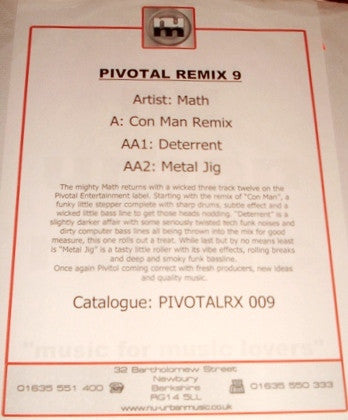 nu
PIVOTAL REMIX 9
Artist: Math
A: Con Man Remix
AA1: Deterrent
AA2: Metal Jig
The mighty Math returns with a wicked three track twelve on the
Pivotal Entertainment label. Starting with the remix of "Con Man", a
funky little stepper complete with sharp drums, subtle effect and a
wicked little bass line to get those heads nodding. "Deterrent" is a
slightly darker affair with some seriously twisted tech funk noises and
dirty computer bass lines all being thrown into the mix for good
measure, this one rolls out a treat. While last but by no means least
is "Metal Jig" is a tasty little roller with its vibe effects, rolling breaks
and deep and smoky funk bassline.
Once again Pivitol coming correct with fresh producers, new ideas
and quality music.
Catalogue: PIVOTALRX 009
"music for music lovers"
32 Bartholomew Street
Newbury
01635 551 400 Berkshire 01635 550 333
RG14 5LL
www.nu-urbanmusic.co.uk